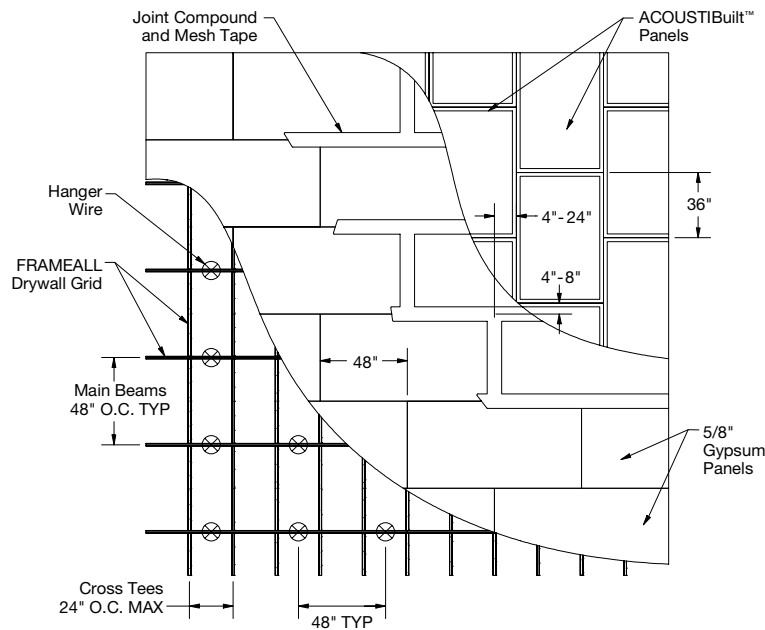 Joint Compound
and Mesh Tape
ACOUSTIBuilt™
Panels
Hanger
Wire
36"
4"-24"
FRAMEALL
Drywall Grid
4"-8"
48"
Main Beams
48" O.C. TYP
5/8"
Gypsum
Panels
Cross Tees
24" O.C. MAX
48" TYP